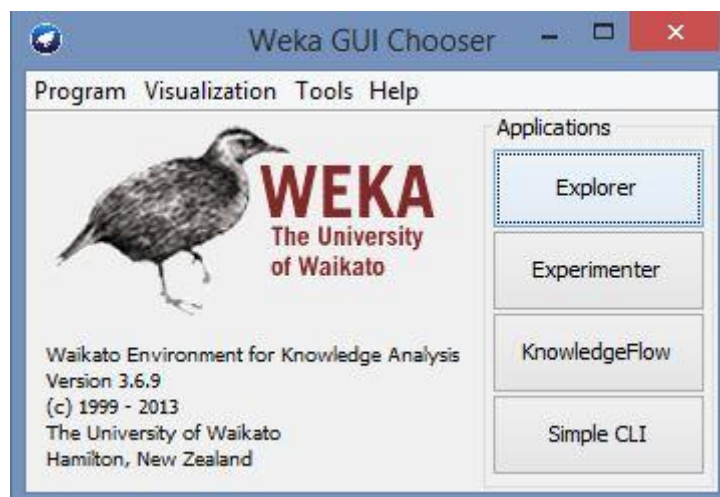 Weka GUI Chooser
Program Visualization Tools Help
WEKA
The University
of Waikato
Waikato Environment for Knowledge Analysis
Version 3.6.9
(c) 1999 - 2013
The University of Waikato
Hamilton, New Zealand
Applications
Explorer
Experimenter
KnowledgeFlow
Simple CLI